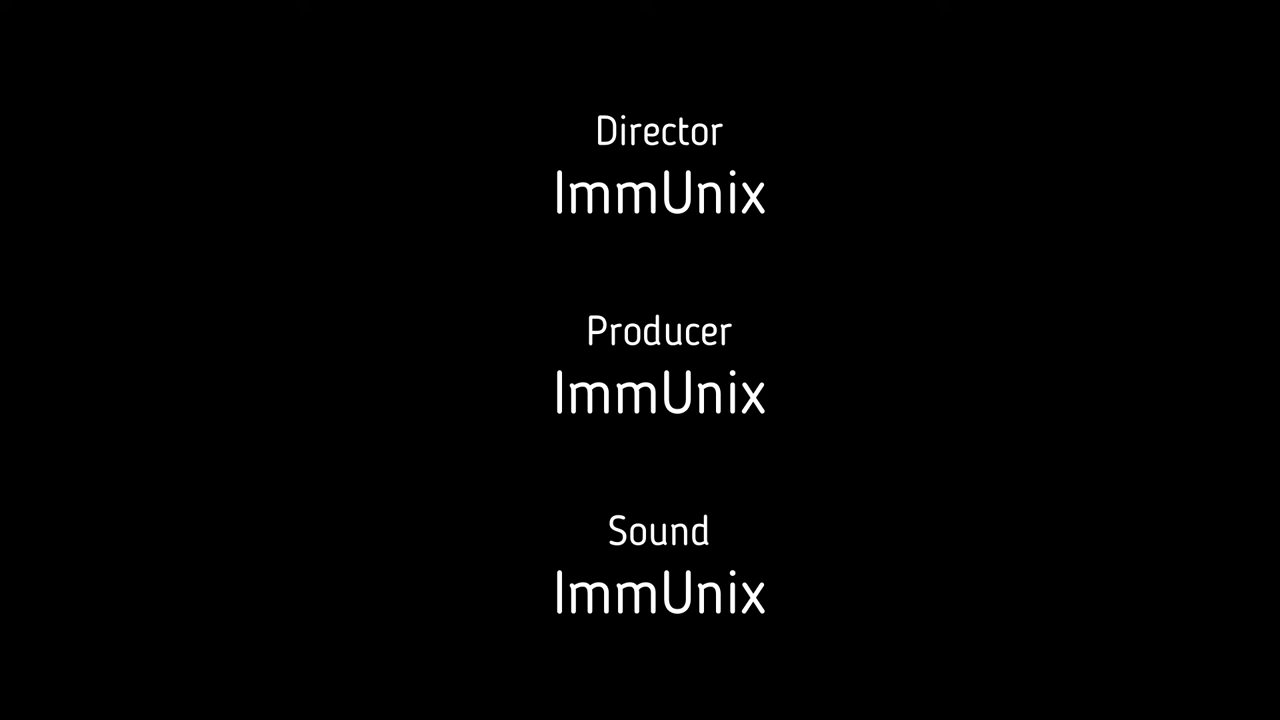 Director
ImmUnix
Producer
ImmUnix
Sound
ImmUnix